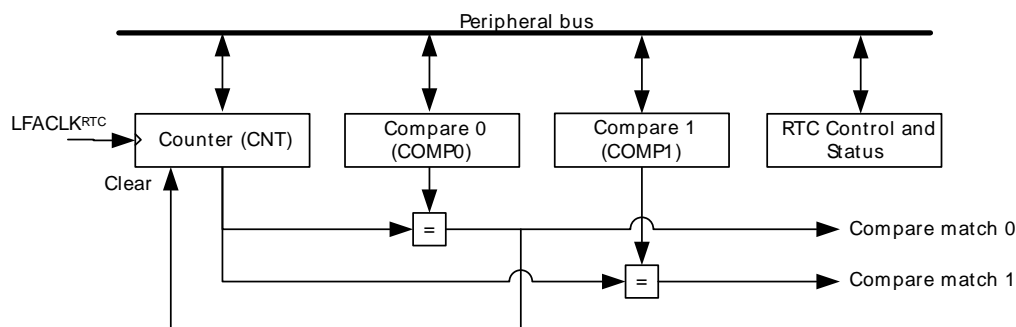 Peripheral bus
LFACLKRTC
Counter (CNT)
Compare 0
(COMP0)
Compare 1
(COMP1)
RTC Control and
Status
Clear
=
Compare match 0
=
Compare match 1